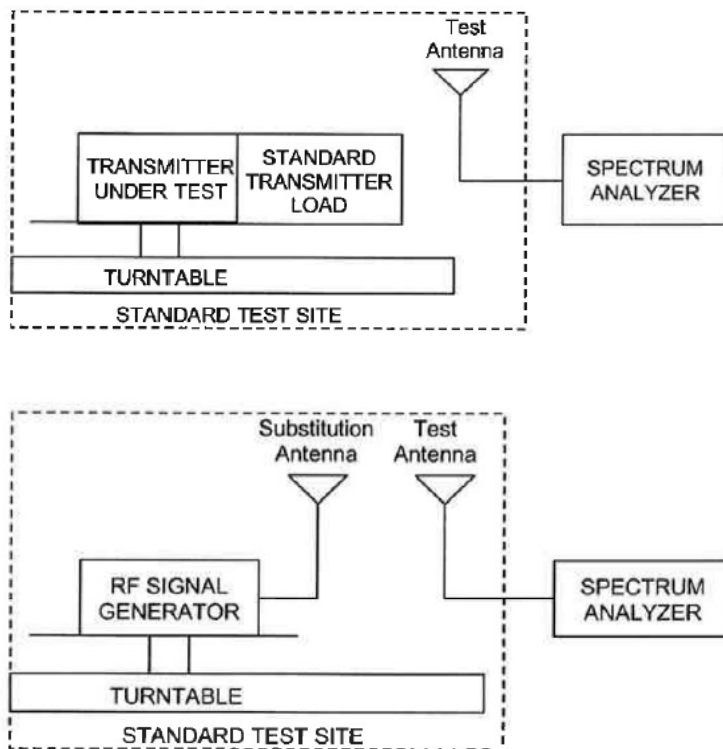 Test
Antenna
TRANSMITTER
UNDER TEST
STANDARD
TRANSMITTER
LOAD
SPECTRUM
ANALYZER
TURNTABLE
STANDARD TEST SITE
Substitution
Antenna
Test
Antenna
RF SIGNAL
GENERATOR
SPECTRUM
ANALYZER
TURNTABLE
STANDARD TEST SITE